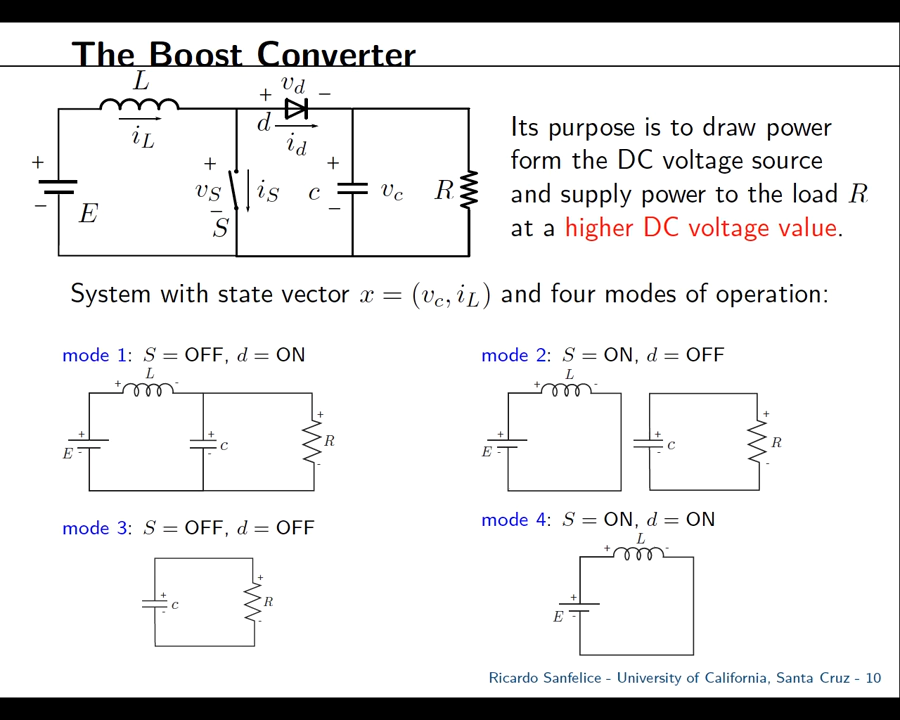 The Boost Converter
L
i_L
+ v_d −
d
i_d
+
−
E
+
v_S
−
S
i_S
+
c
−
v_c
R
Its purpose is to draw power
form the DC voltage source
and supply power to the load R
at a higher DC voltage value.
System with state vector x = (v_c, i_L) and four modes of operation:
mode 1: S = OFF, d = ON
+ L -
+
E -
+
c
-
+
R
-
mode 2: S = ON, d = OFF
+ L -
+
E -
+
c
-
+
R
-
mode 3: S = OFF, d = OFF
+
c
-
+
R
-
mode 4: S = ON, d = ON
+ L -
+
E -
Ricardo Sanfelice - University of California, Santa Cruz - 10